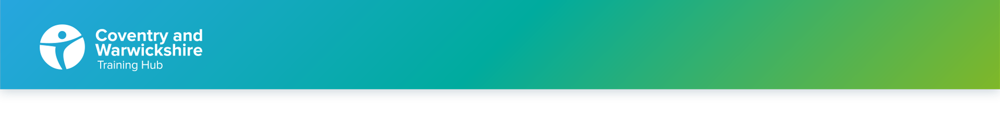 Coventry and
Warwickshire
Training Hub